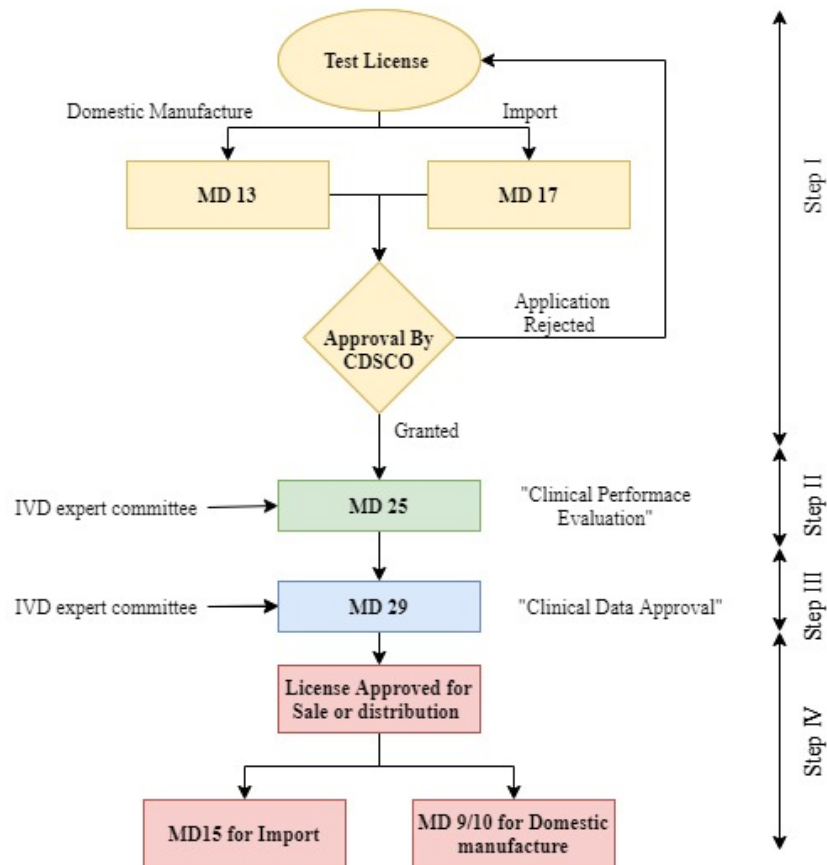 Test License
Domestic Manufacture
Import
MD 13
MD 17
Approval By
CDSCO
Application
Rejected
Granted
IVD expert committee
MD 25
"Clinical Performace
Evaluation"
IVD expert committee
MD 29
"Clinical Data Approval"
License Approved for
Sale or distribution
MD15 for Import
MD 9/10 for Domestic
manufacture
Step I
Step II
Step III
Step IV